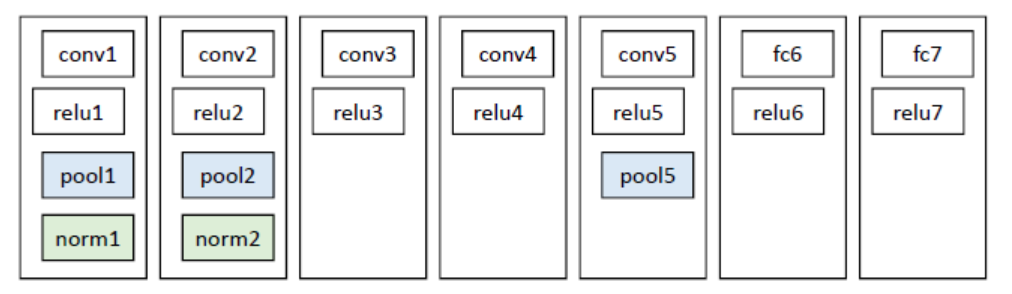 conv1
relu1
pool1
norm1
conv2
relu2
pool2
norm2
conv3
relu3
conv4
relu4
conv5
relu5
pool5
fc6
relu6
fc7
relu7